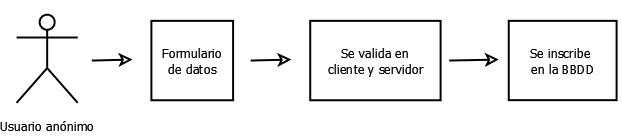 Formulario
de datos
Se valida en
cliente y servidor
Se inscribe
en la BBDD
Usuario anónimo